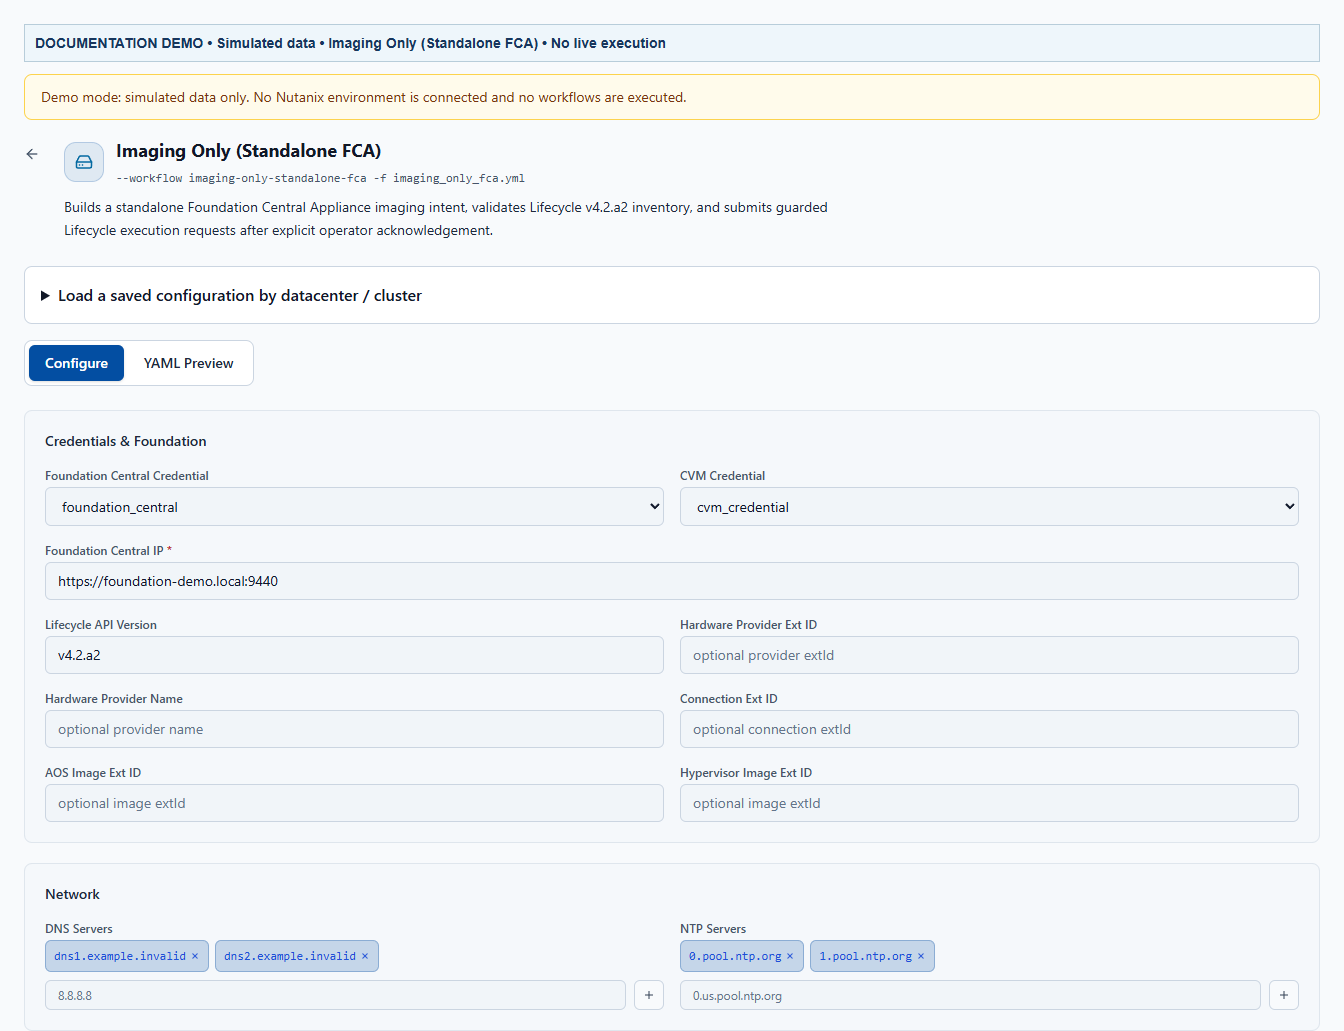 DOCUMENTATION DEMO • Simulated data • Imaging Only (Standalone FCA) • No live execution
Demo mode: simulated data only. No Nutanix environment is connected and no workflows are executed.
Imaging Only (Standalone FCA)
--workflow imaging-only-standalone-fca -f imaging_only_fca.yml
Builds a standalone Foundation Central Appliance imaging intent, validates Lifecycle v4.2.a2 inventory, and submits guarded
Lifecycle execution requests after explicit operator acknowledgement.
Load a saved configuration by datacenter / cluster
Configure YAML Preview
Credentials & Foundation
Foundation Central Credential CVM Credential
foundation_central cvm_credential
Foundation Central IP *
https://foundation-demo.local:9440
Lifecycle API Version Hardware Provider Ext ID
v4.2.a2 optional provider extId
Hardware Provider Name Connection Ext ID
optional provider name optional connection extId
AOS Image Ext ID Hypervisor Image Ext ID
optional image extId optional image extId
Network
DNS Servers NTP Servers
dns1.example.invalid × dns2.example.invalid × 0.pool.ntp.org × 1.pool.ntp.org ×
8.8.8.8 + 0.us.pool.ntp.org +